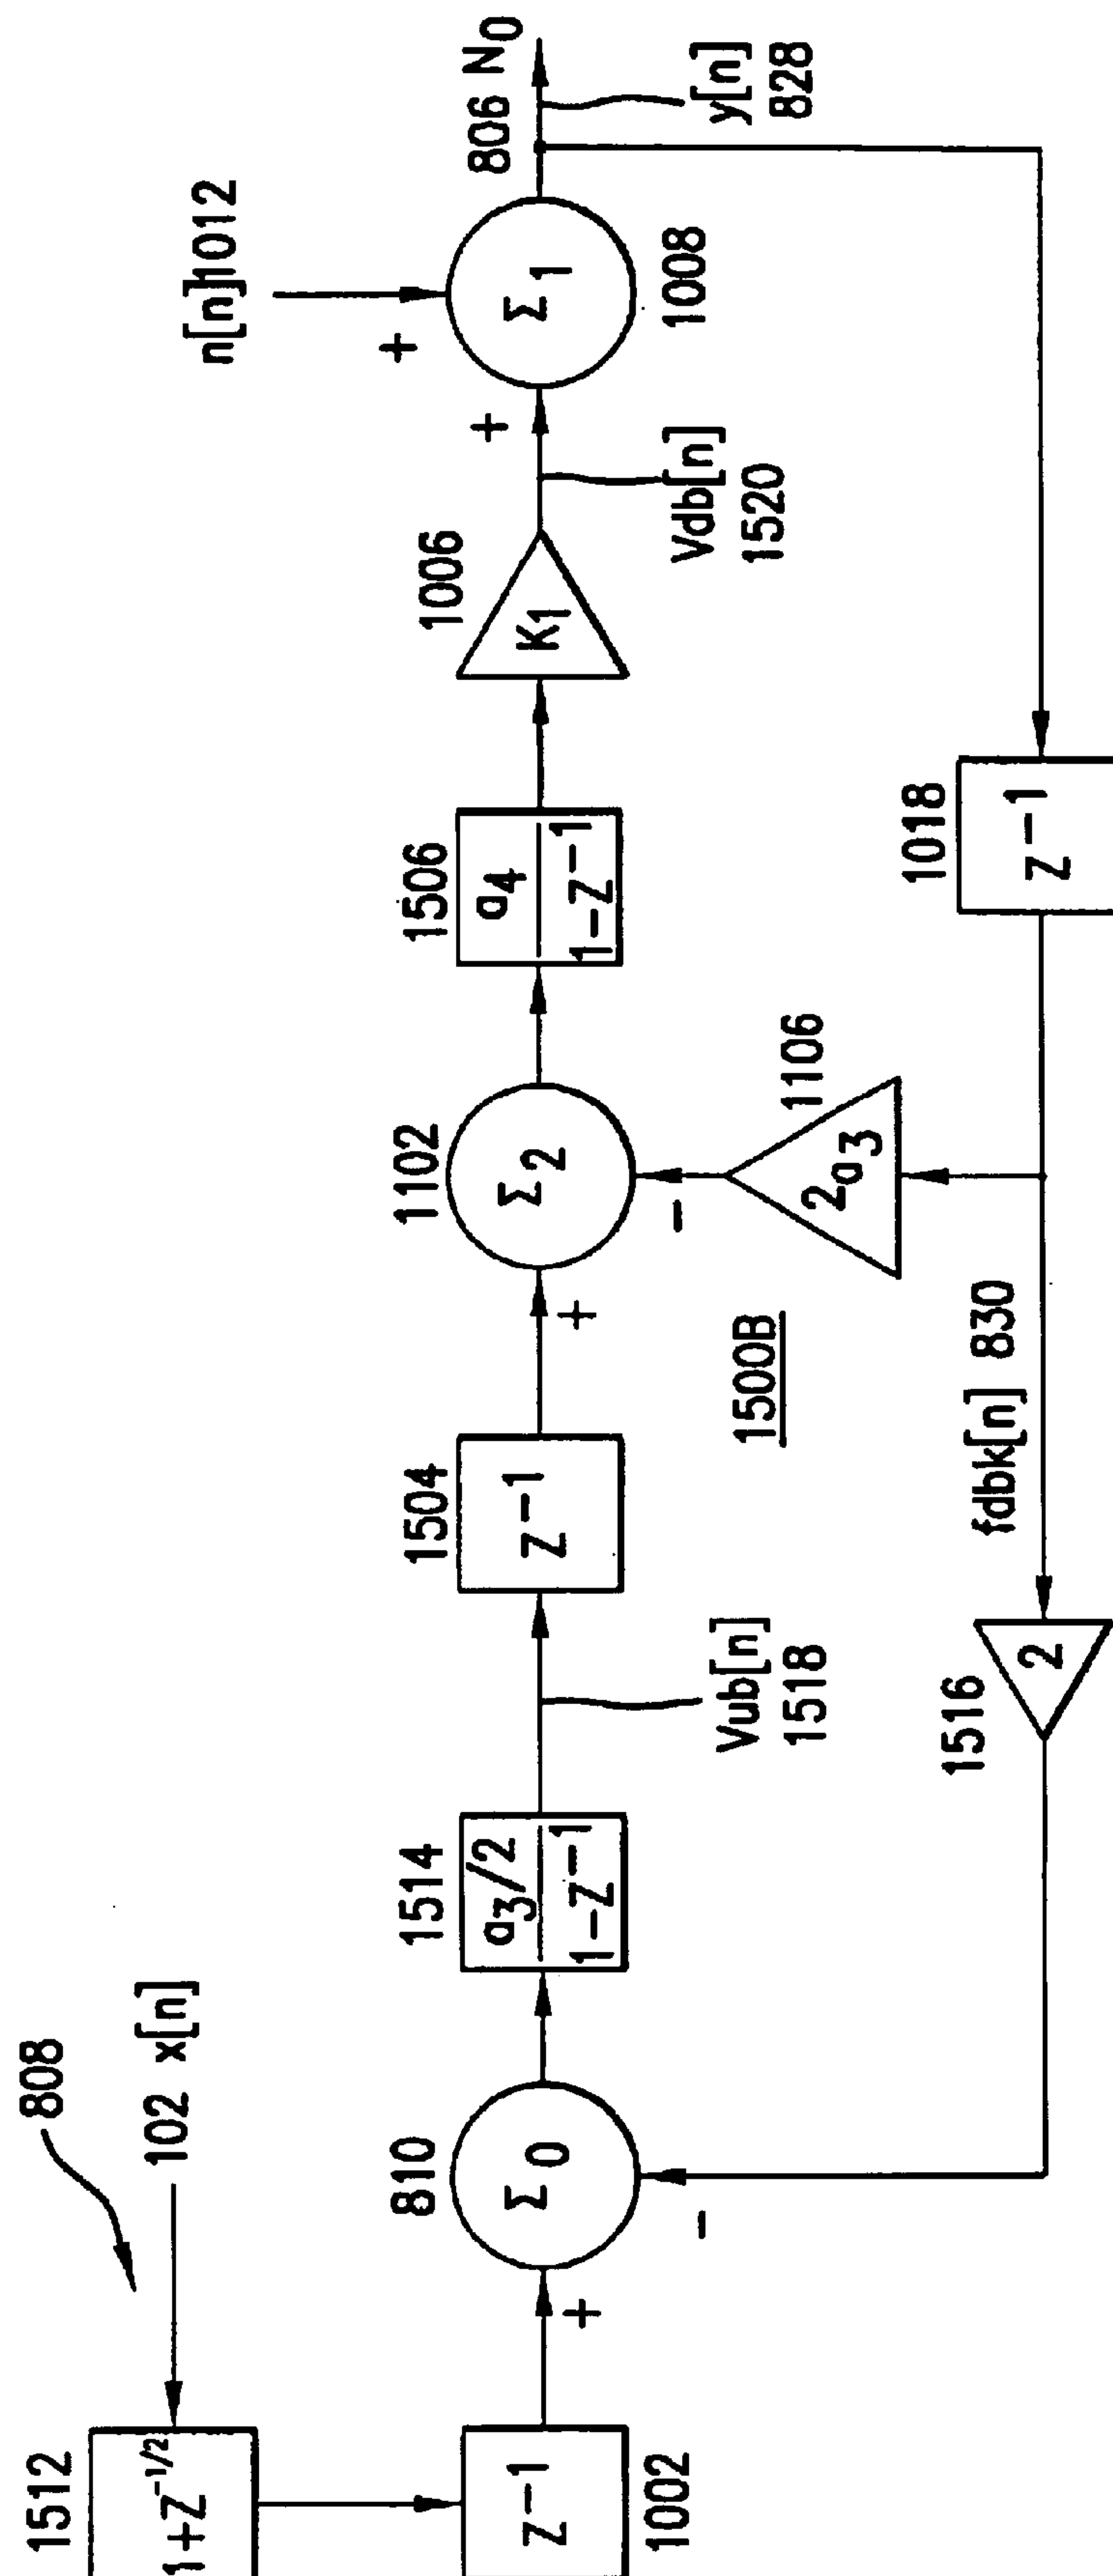 808
102 x[n]
1512
1+Z^-1/2
Z^-1
1002
810
Σ0
+
-
1514
a3/2
1-Z^-1
Vub[n]
1518
1504
Z^-1
+
1102
Σ2
-
2a3
1106
1506
a4
1-Z^-1
1006
K1
Vdb[n]
1520
+
+
n[n] 1012
Σ1
1008
806 N0
y[n]
828
1018
Z^-1
fdbk[n] 830
1516
2
1500B